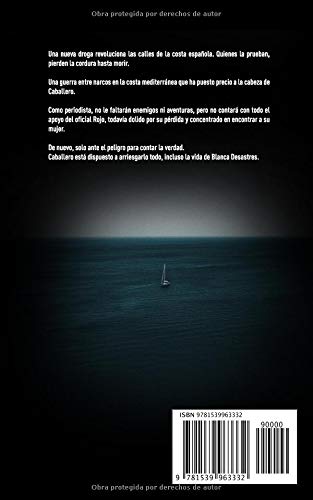 Obra protegida por derechos de autor
Una nueva droga revoluciona las calles de la costa española. Quienes la prueban,
pierden la cordura hasta morir.
Una guerra entre narcos en la costa mediterránea que ha puesto precio a la cabeza de
Caballero.
Como periodista, no le faltarán enemigos ni aventuras, pero no contará con todo el
apoyo del oficial Rojo, todavía dolido por su pérdida y concentrado en encontrar a su
mujer.
De nuevo, solo ante el peligro para contar la verdad.
Caballero está dispuesto a arriesgarlo todo, incluso la vida de Blanca Desastres.
ISBN 9781539963332
90000
9 781539 963332
Obra protegida por derechos de autor